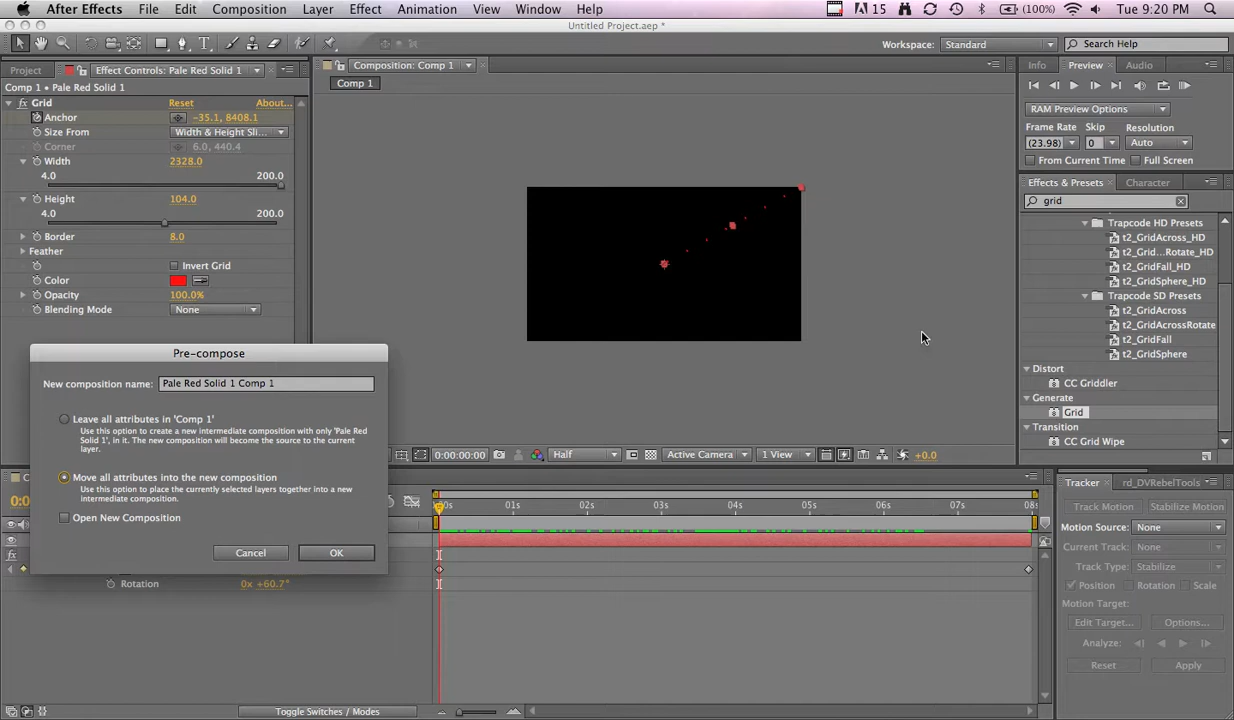 After Effects File Edit Composition Layer Effect Animation View Window Help 15 (100%) Tue 9:20 PM
Untitled Project.aep *
Workspace: Standard Search Help
Project Effect Controls: Pale Red Solid 1
Comp 1 • Pale Red Solid 1
fx Grid Reset About...
Anchor -35.1, 8408.1
Size From Width & Height Sli...
Corner 6.0, 440.4
Width 2328.0
4.0 200.0
Height 104.0
4.0 200.0
Border 8.0
Feather
Invert Grid
Color
Opacity 100.0%
Blending Mode None
Composition: Comp 1
Comp 1
0:00:00:00 Half Active Camera 1 View +0.0
Info Preview Audio
RAM Preview Options
Frame Rate Skip Resolution
(23.98) 0 Auto
From Current Time Full Screen
Effects & Presets Character
grid
Trapcode HD Presets
t2_GridAcross_HD
t2_Grid...Rotate_HD
t2_GridFall_HD
t2_GridSphere_HD
Trapcode SD Presets
t2_GridAcross
t2_GridAcrossRotate
t2_GridFall
t2_GridSphere
Distort
CC Griddler
Generate
Grid
Transition
CC Grid Wipe
Pre-compose
New composition name: Pale Red Solid 1 Comp 1
Leave all attributes in 'Comp 1'
Use this option to create a new intermediate composition with only 'Pale Red
Solid 1', in it. The new composition will become the source to the current
layer.
Move all attributes into the new composition
Use this option to place the currently selected layers together into a new
intermediate composition.
Open New Composition
Cancel OK
00s 01s 02s 03s 04s 05s 06s 07s 08s
fx
Rotation 0x +60.7°
Toggle Switches / Modes
Tracker rd_DVRebelTools
Track Motion Stabilize Motion
Motion Source: None
Current Track: None
Track Type: Stabilize
Position Rotation Scale
Motion Target:
Edit Target... Options...
Analyze:
Reset Apply